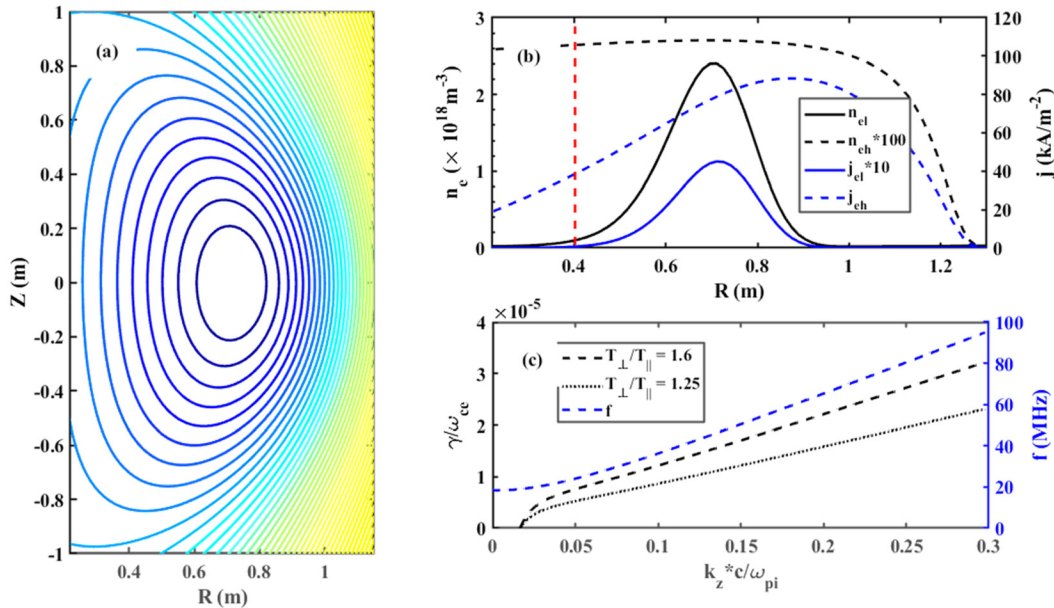 (a)
1
0.8
0.6
0.4
0.2
0
-0.2
-0.4
-0.6
-0.8
-1
Z (m)
0.4 0.6 0.8 1
R (m)
(b)
3
2
1
0
n_e (× 10^18 m^-3)
120
100
80
60
40
20
0
j (kA/m^-2)
n_el
n_eh*100
j_el*10
j_eh
0.4 0.6 0.8 1 1.2
R (m)
×10^-5
(c)
4
3
2
1
0
γ/ω_ce
T_⊥/T_|| = 1.6
T_⊥/T_|| = 1.25
f
100
80
60
40
20
0
f (MHz)
0 0.05 0.1 0.15 0.2 0.25 0.3
k_z*c/ω_pi